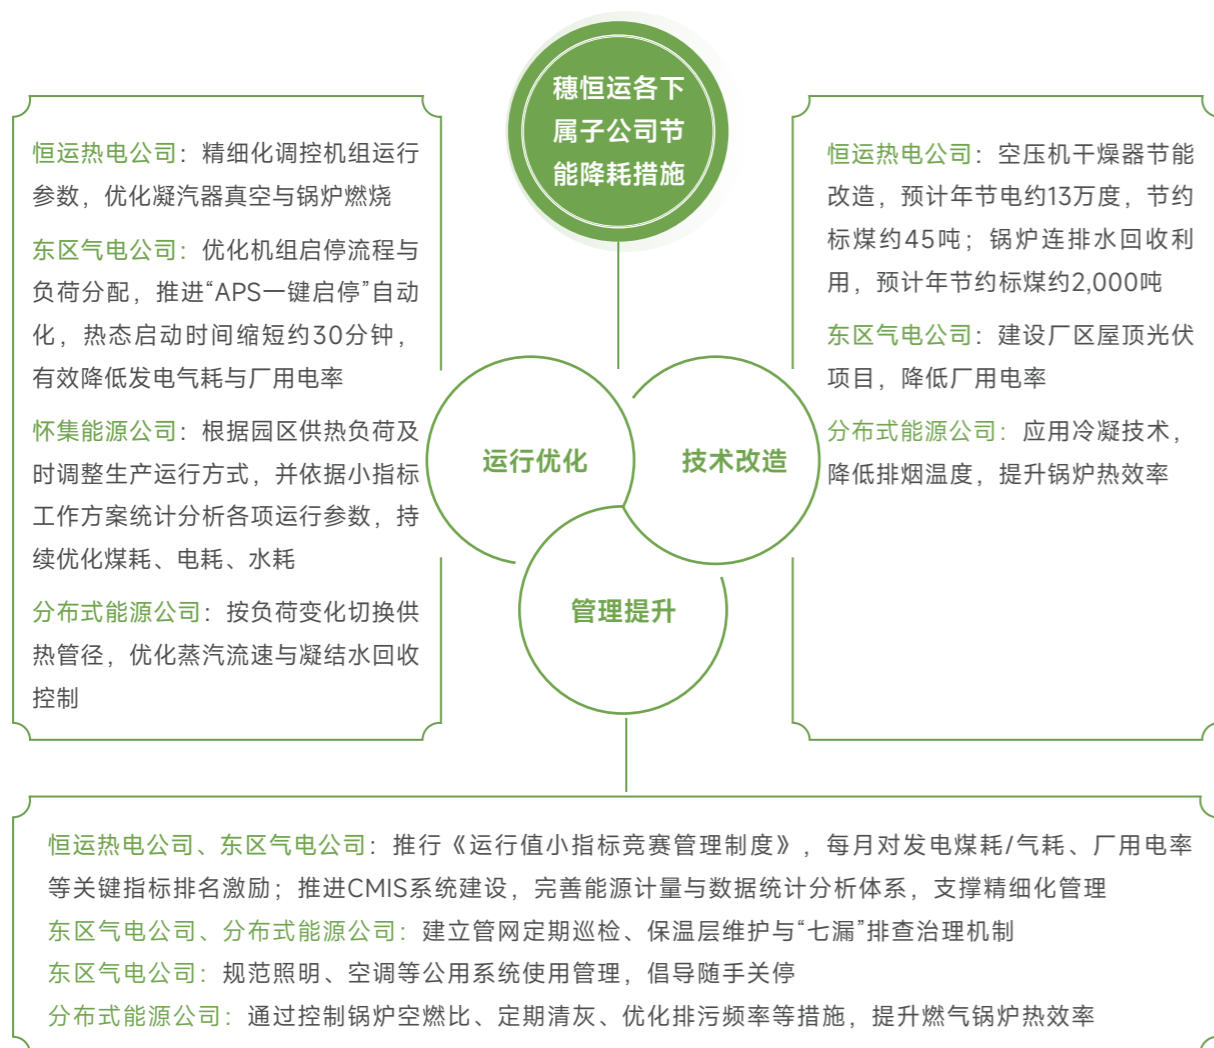 穗恒运各下
属子公司节
能降耗措施
恒运热电公司：精细化调控机组运行
参数，优化凝汽器真空与锅炉燃烧
东区气电公司：优化机组启停流程与
负荷分配，推进“APS一键启停”自动
化，热态启动时间缩短约30分钟，
有效降低发电气耗与厂用电率
怀集能源公司：根据园区供热负荷及
时调整生产运行方式，并依据小指标
工作方案统计分析各项运行参数，持
续优化煤耗、电耗、水耗
分布式能源公司：按负荷变化切换供
热管径，优化蒸汽流速与凝结水回收
控制
运行优化
技术改造
管理提升
恒运热电公司：空压机干燥器节能
改造，预计年节电约13万度，节约
标煤约45吨；锅炉连排水回收利
用，预计年节约标煤约2,000吨
东区气电公司：建设厂区屋顶光伏
项目，降低厂用电率
分布式能源公司：应用冷凝技术，
降低排烟温度，提升锅炉热效率
恒运热电公司、东区气电公司：推行《运行值小指标竞赛管理制度》，每月对发电煤耗/气耗、厂用电率
等关键指标排名激励；推进CMIS系统建设，完善能源计量与数据统计分析体系，支撑精细化管理
东区气电公司、分布式能源公司：建立管网定期巡检、保温层维护与“七漏”排查治理机制
东区气电公司：规范照明、空调等公用系统使用管理，倡导随手关停
分布式能源公司：通过控制锅炉空燃比、定期清灰、优化排污频率等措施，提升燃气锅炉热效率